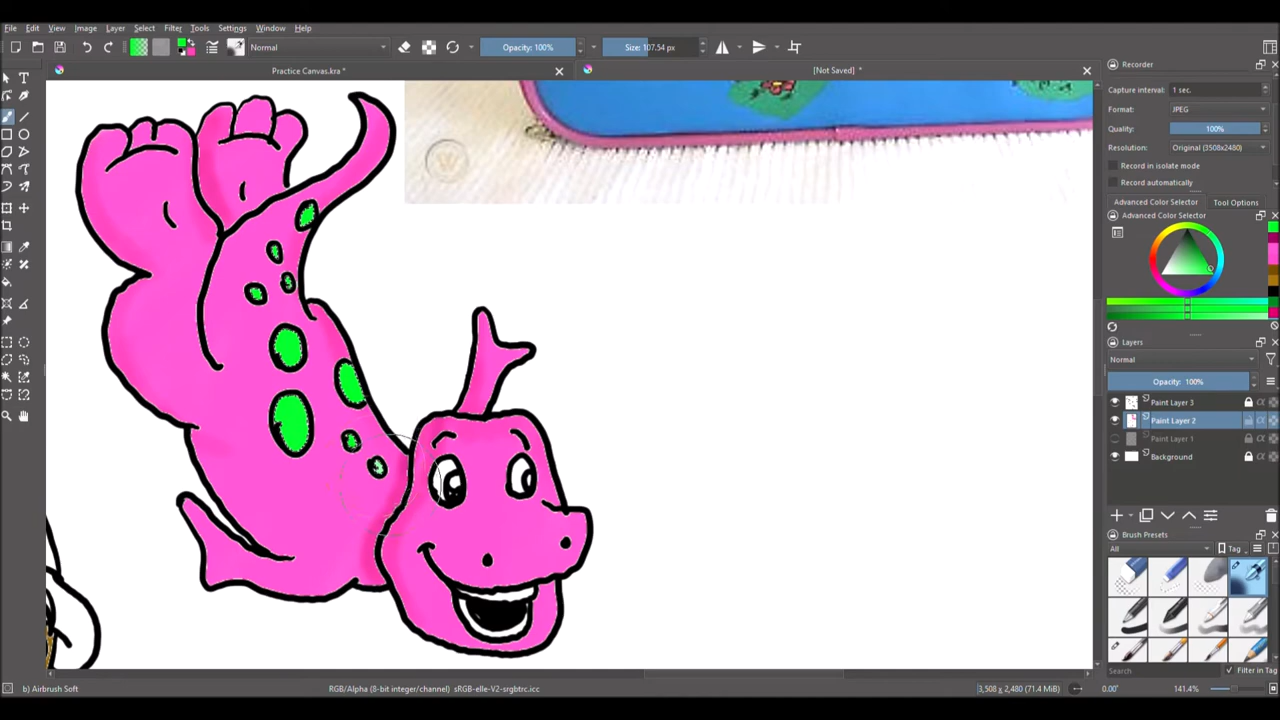 File Edit View Image Layer Select Filter Tools Settings Window Help
Normal Opacity: 100% Size: 107.54 px
Practice Canvas.kra * [Not Saved] *
Recorder
Capture interval: 1 sec.
Format: JPEG
Quality: 100%
Resolution: Original (3508x2480)
Record in isolate mode
Record automatically
Advanced Color Selector Tool Options
Advanced Color Selector
Layers
Normal
Opacity: 100%
Paint Layer 3
Paint Layer 2
Paint Layer 1
Background
Brush Presets
All Tag
Search Filter in Tag
b) Airbrush Soft RGB/Alpha (8-bit integer/channel) sRGB-elle-V2-srgbtrc.icc 3,508 x 2,480 (71.4 MiB) 0.00° 141.4%